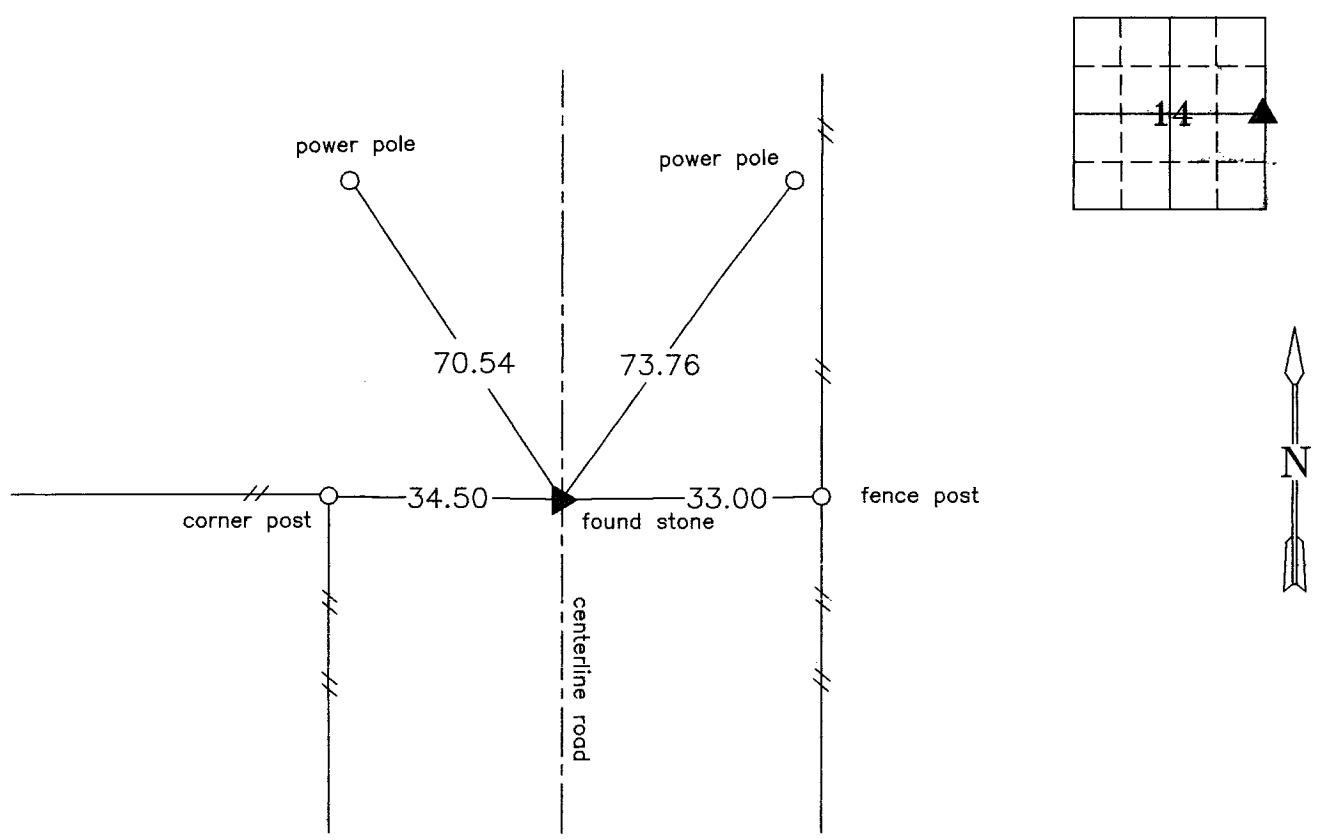 14
power pole
power pole
70.54
73.76
N
34.50
33.00
fence post
corner post
found stone
centerline road